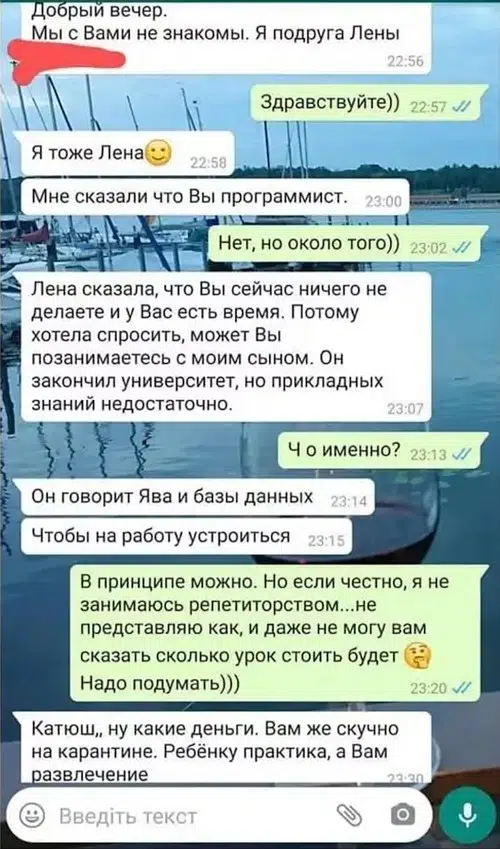 Добрый вечер.
Мы с Вами не знакомы. Я подруга Лены
22:56
Здравствуйте)) 22:57
Я тоже Лена🙂 22:58
Мне сказали что Вы программист. 23:00
Нет, но около того)) 23:02
Лена сказала, что Вы сейчас ничего не
делаете и у Вас есть время. Потому
хотела спросить, может Вы
позанимаетесь с моим сыном. Он
закончил университет, но прикладных
знаний недостаточно.
23:07
Ч о именно? 23:13
Он говорит Ява и базы данных 23:14
Чтобы на работу устроиться 23:15
В принципе можно. Но если честно, я не
занимаюсь репетиторством...не
представляю как, и даже не могу вам
сказать сколько урок стоить будет🤔
Надо подумать)))
23:20
Катюш,, ну какие деньги. Вам же скучно
на карантине. Ребёнку практика, а Вам
развлечение
23:30
Введіть текст